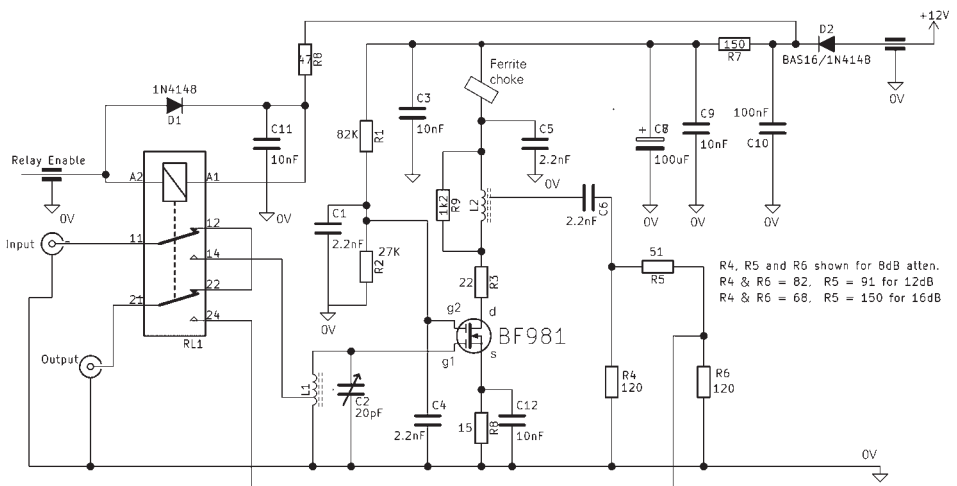 +12V
D2
BAS16/1N4148
0V
150
R7
47
R8
Ferrite
choke
1N4148
D1
C11
10nF
0V
82K
R1
C3
10nF
C5
2.2nF
0V
+
100uF
0V
C9
10nF
0V
100nF
C10
0V
Relay Enable
0V
A2
A1
1k2
R9
L2
2.2nF
C6
C1
2.2nF
0V
27K
R2
Input
11
12
14
22
21
24
RL1
Output
22
R3
51
R5
R4, R5 and R6 shown for 8dB atten.
R4 & R6 = 82, R5 = 91 for 12dB
R4 & R6 = 68, R5 = 150 for 16dB
g2
d
BF981
g1
s
L1
C2
20pF
C4
2.2nF
15
R8
C12
10nF
R4
120
R6
120
0V